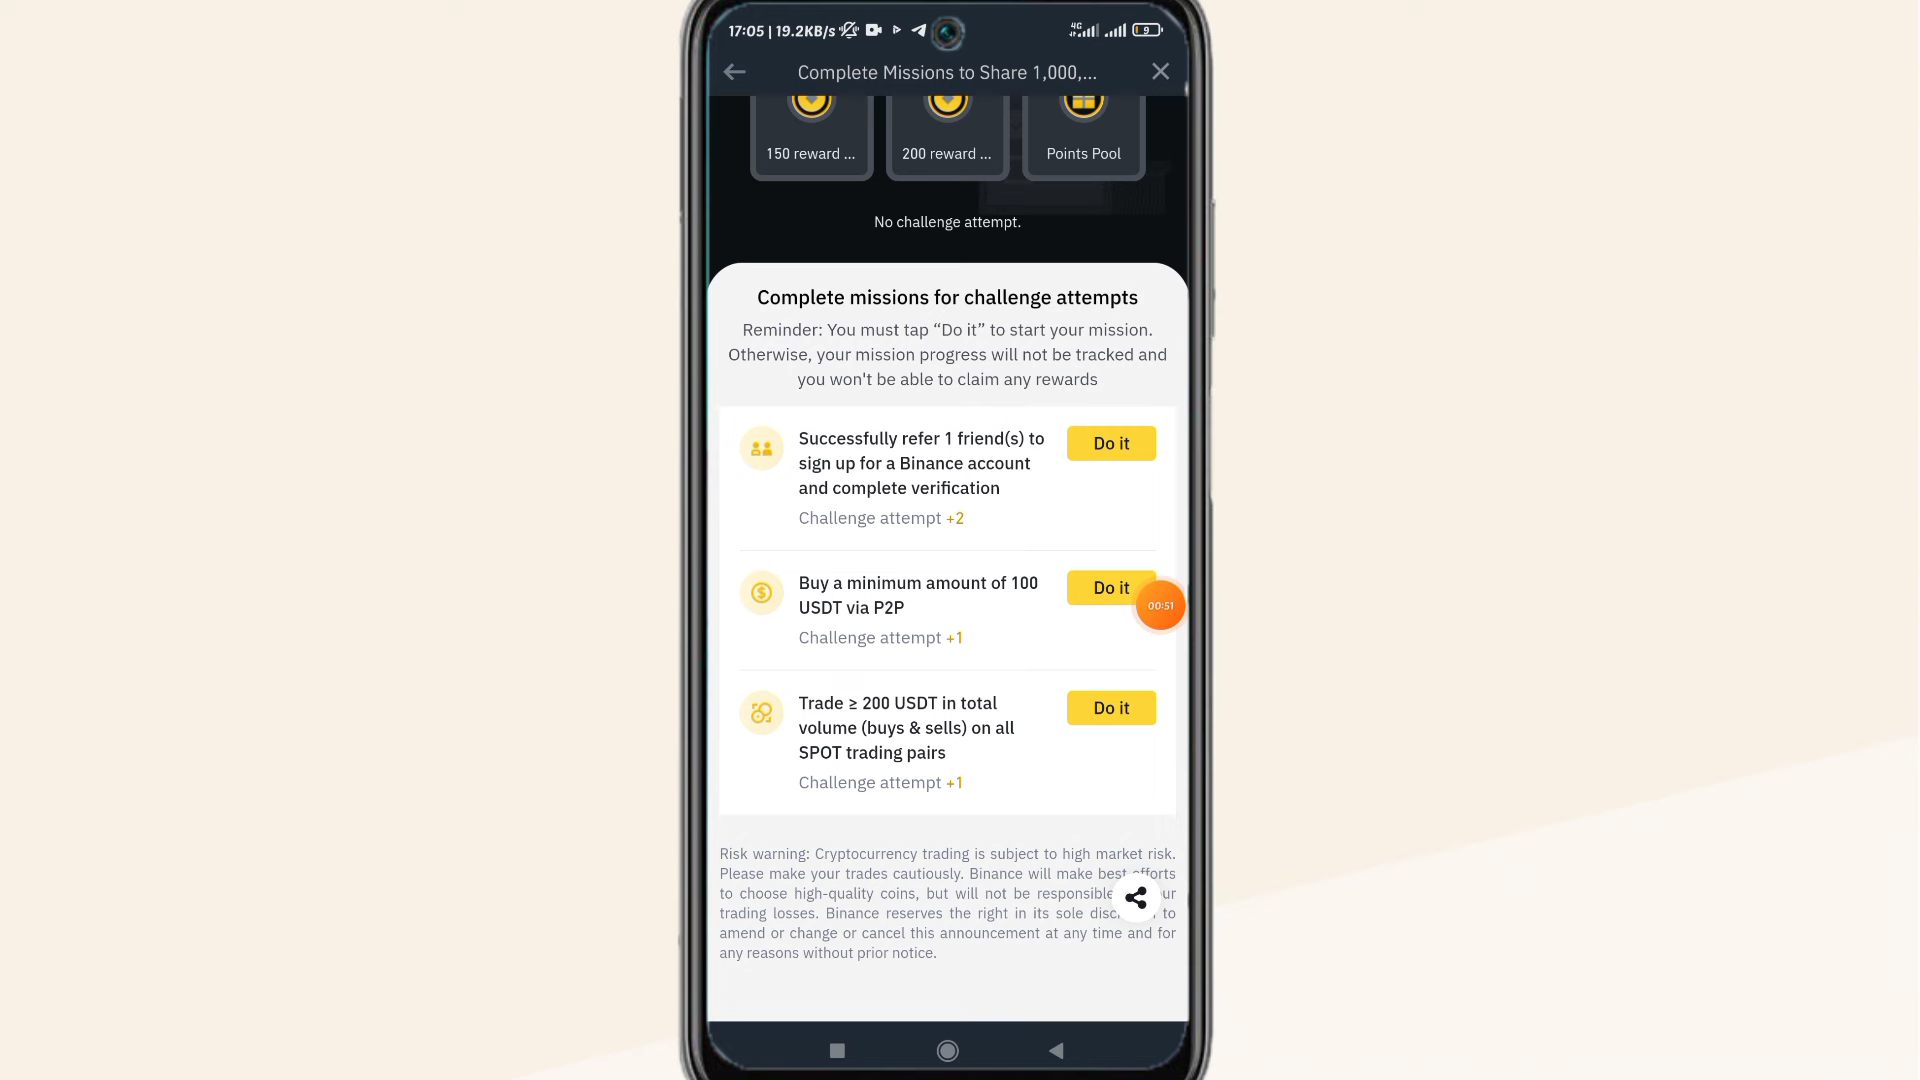 17:05 | 19.2KB/s
4G
9
Complete Missions to Share 1,000,...
150 reward ...
200 reward ...
Points Pool
No challenge attempt.
Complete missions for challenge attempts
Reminder: You must tap “Do it” to start your mission.
Otherwise, your mission progress will not be tracked and
you won't be able to claim any rewards
Successfully refer 1 friend(s) to
sign up for a Binance account
and complete verification
Do it
Challenge attempt +2
Buy a minimum amount of 100
USDT via P2P
Do it
00:51
Challenge attempt +1
Trade ≥ 200 USDT in total
volume (buys & sells) on all
SPOT trading pairs
Do it
Challenge attempt +1
Risk warning: Cryptocurrency trading is subject to high market risk.
Please make your trades cautiously. Binance will make best efforts
to choose high-quality coins, but will not be responsible
trading losses. Binance reserves the right in its sole to
amend or change or cancel this announcement at any time and for
any reasons without prior notice.